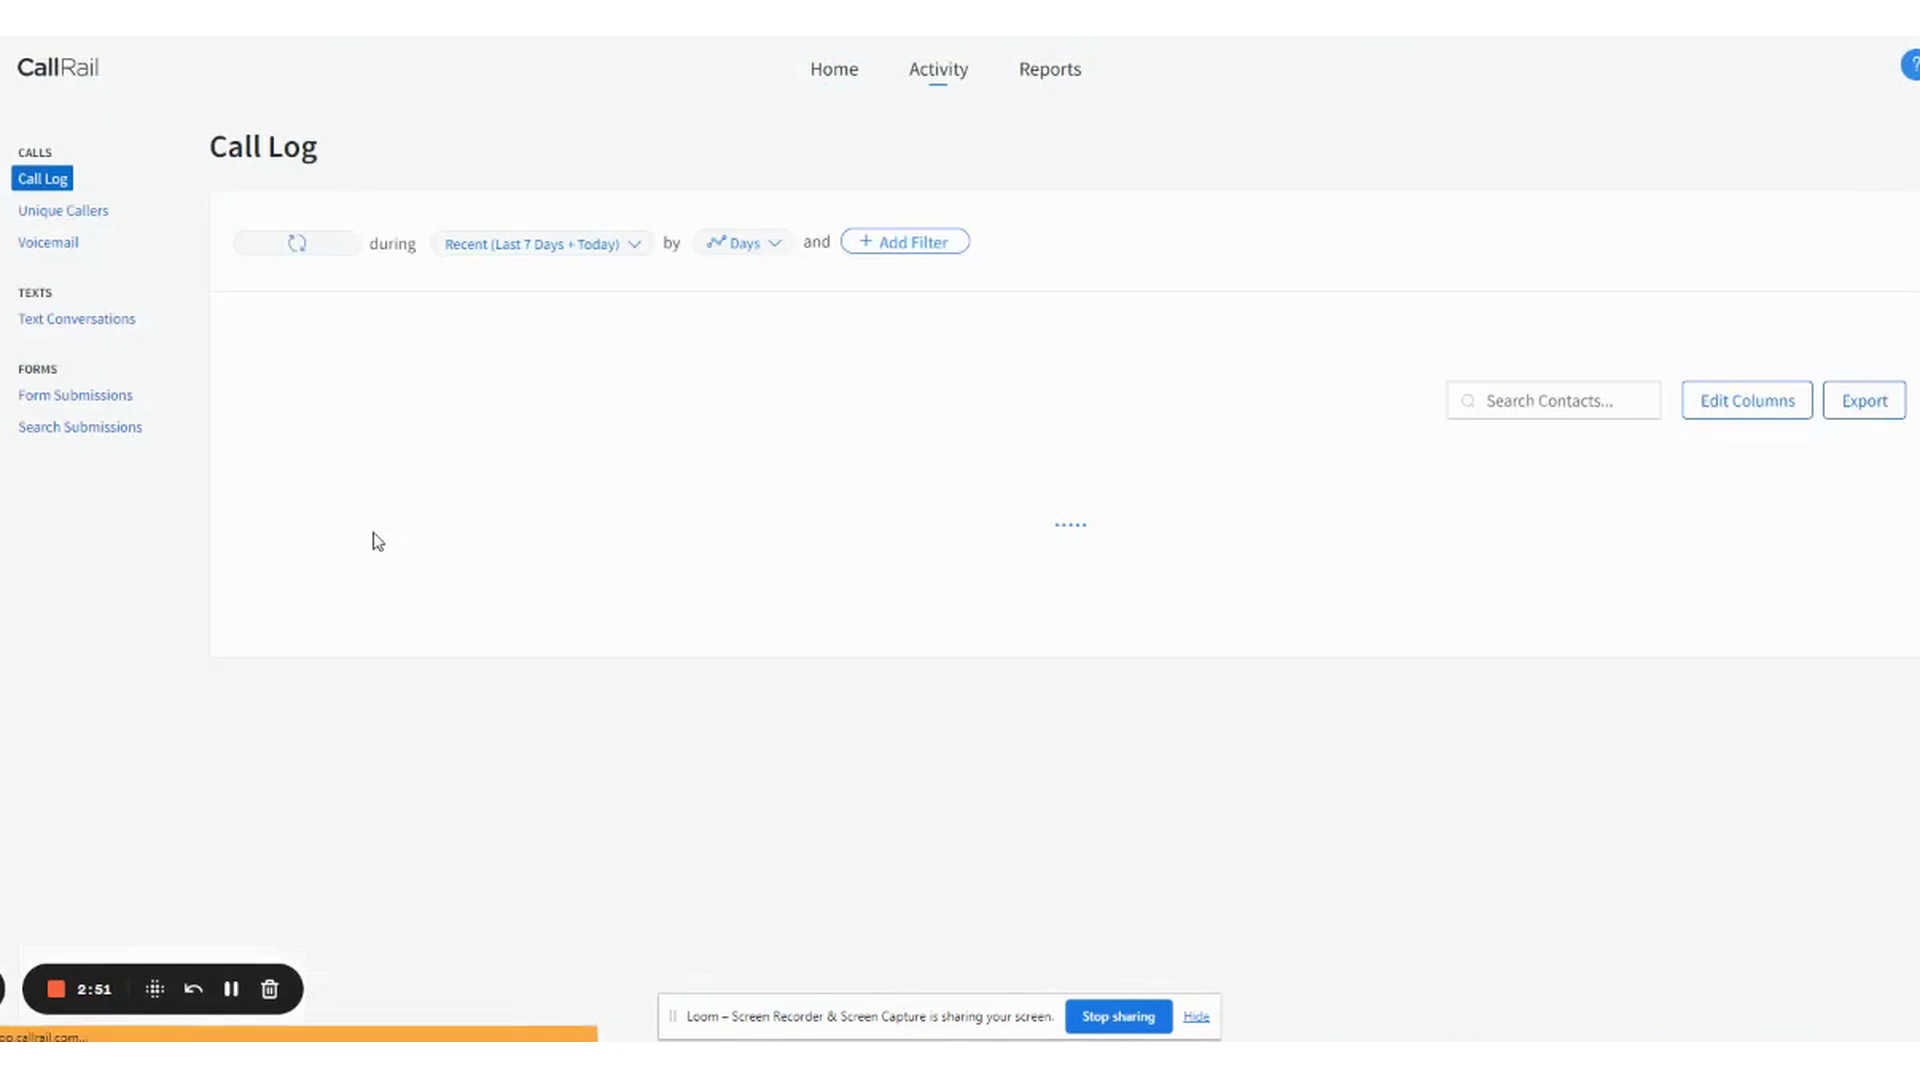 CallRail
Home
Activity
Reports
?
CALLS
Call Log
Unique Callers
Voicemail
TEXTS
Text Conversations
FORMS
Form Submissions
Search Submissions
Call Log
during
Recent (Last 7 Days + Today)
by
Days
and
+ Add Filter
Search Contacts...
Edit Columns
Export
2:51
Loom – Screen Recorder & Screen Capture is sharing your screen.
Stop sharing
Hide
.callrail.com...